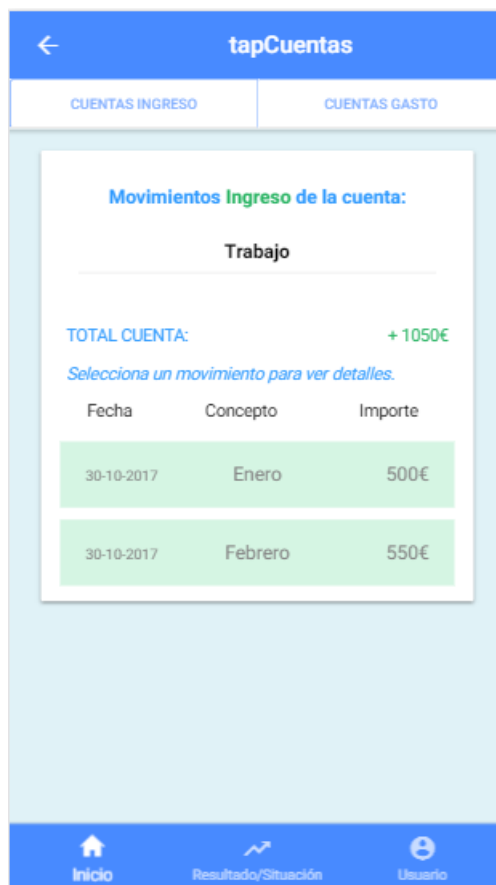 tapCuentas
CUENTAS INGRESO CUENTAS GASTO
Movimientos Ingreso de la cuenta:
Trabajo
TOTAL CUENTA: + 1050€
Selecciona un movimiento para ver detalles.
Fecha Concepto Importe
30-10-2017 Enero 500€
30-10-2017 Febrero 550€
Inicio Resultado/Situación Usuario